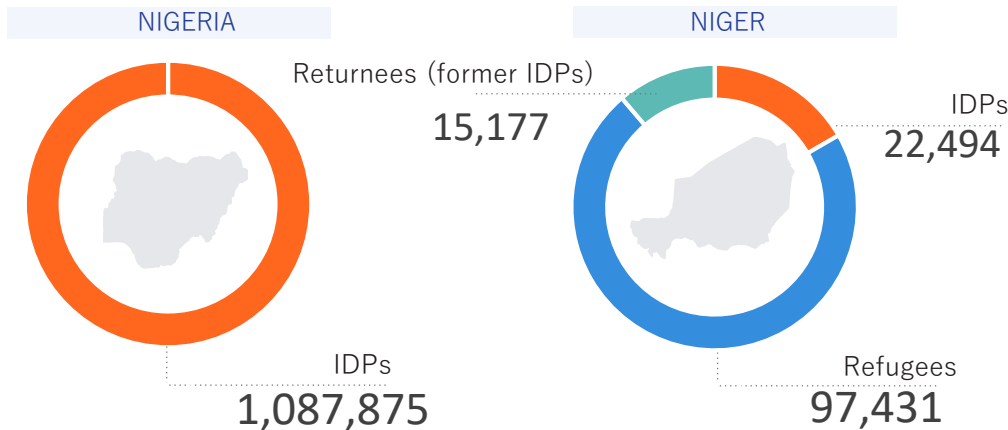 NIGERIA
IDPs
1,087,875
NIGER
Returnees (former IDPs)
15,177
IDPs
22,494
Refugees
97,431